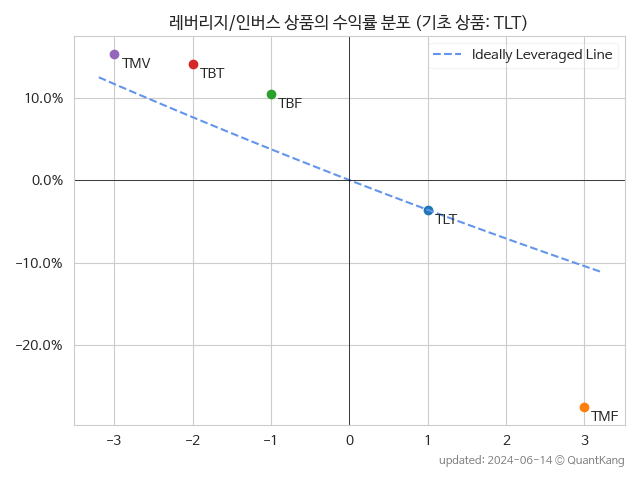 레버리지/인버스 상품의 수익률 분포 (기초 상품: TLT)
Ideally Leveraged Line
TMV
TBT
TBF
TLT
TMF
10.0%
0.0%
−10.0%
−20.0%
−3 −2 −1 0 1 2 3
updated: 2024-06-14 © QuantKang